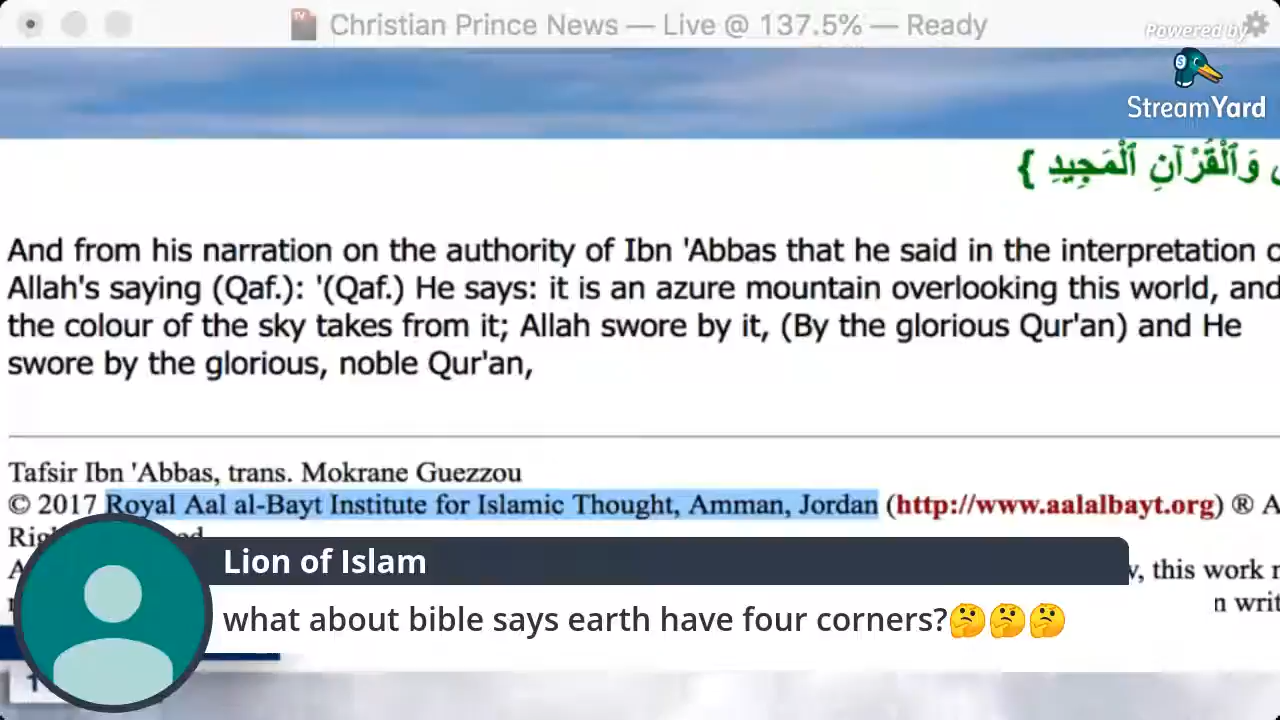 Christian Prince News — Live @ 137.5% — Ready
Powered by
StreamYard
وَٱلْقُرْآنِ ٱلْمَجِيدِ }
And from his narration on the authority of Ibn 'Abbas that he said in the interpretation
Allah's saying (Qaf.): '(Qaf.) He says: it is an azure mountain overlooking this world, and
the colour of the sky takes from it; Allah swore by it, (By the glorious Qur'an) and He
swore by the glorious, noble Qur'an,
Tafsir Ibn 'Abbas, trans. Mokrane Guezzou
© 2017 Royal Aal al-Bayt Institute for Islamic Thought, Amman, Jordan (http://www.aalalbayt.org) ® A
this work
Lion of Islam
what about bible says earth have four corners?🤔🤔🤔